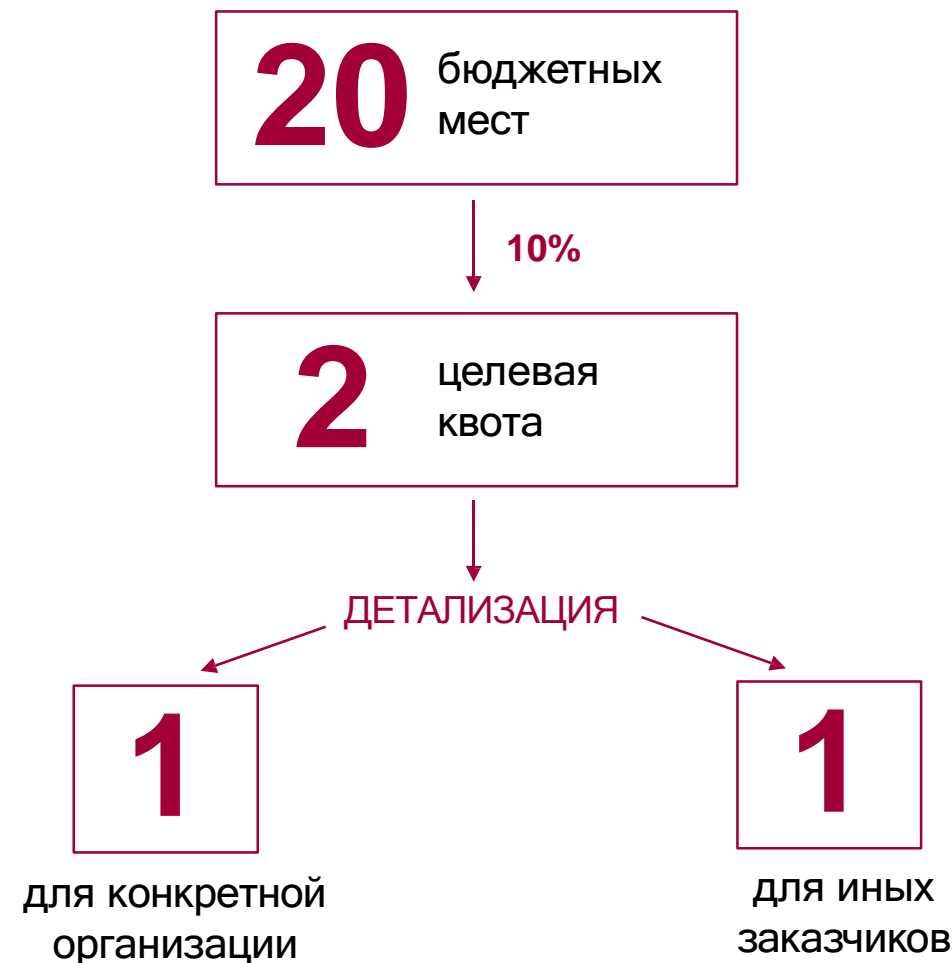 20 бюджетных
мест
10%
2 целевая
квота
ДЕТАЛИЗАЦИЯ
1
для конкретной
организации
1
для иных
заказчиков